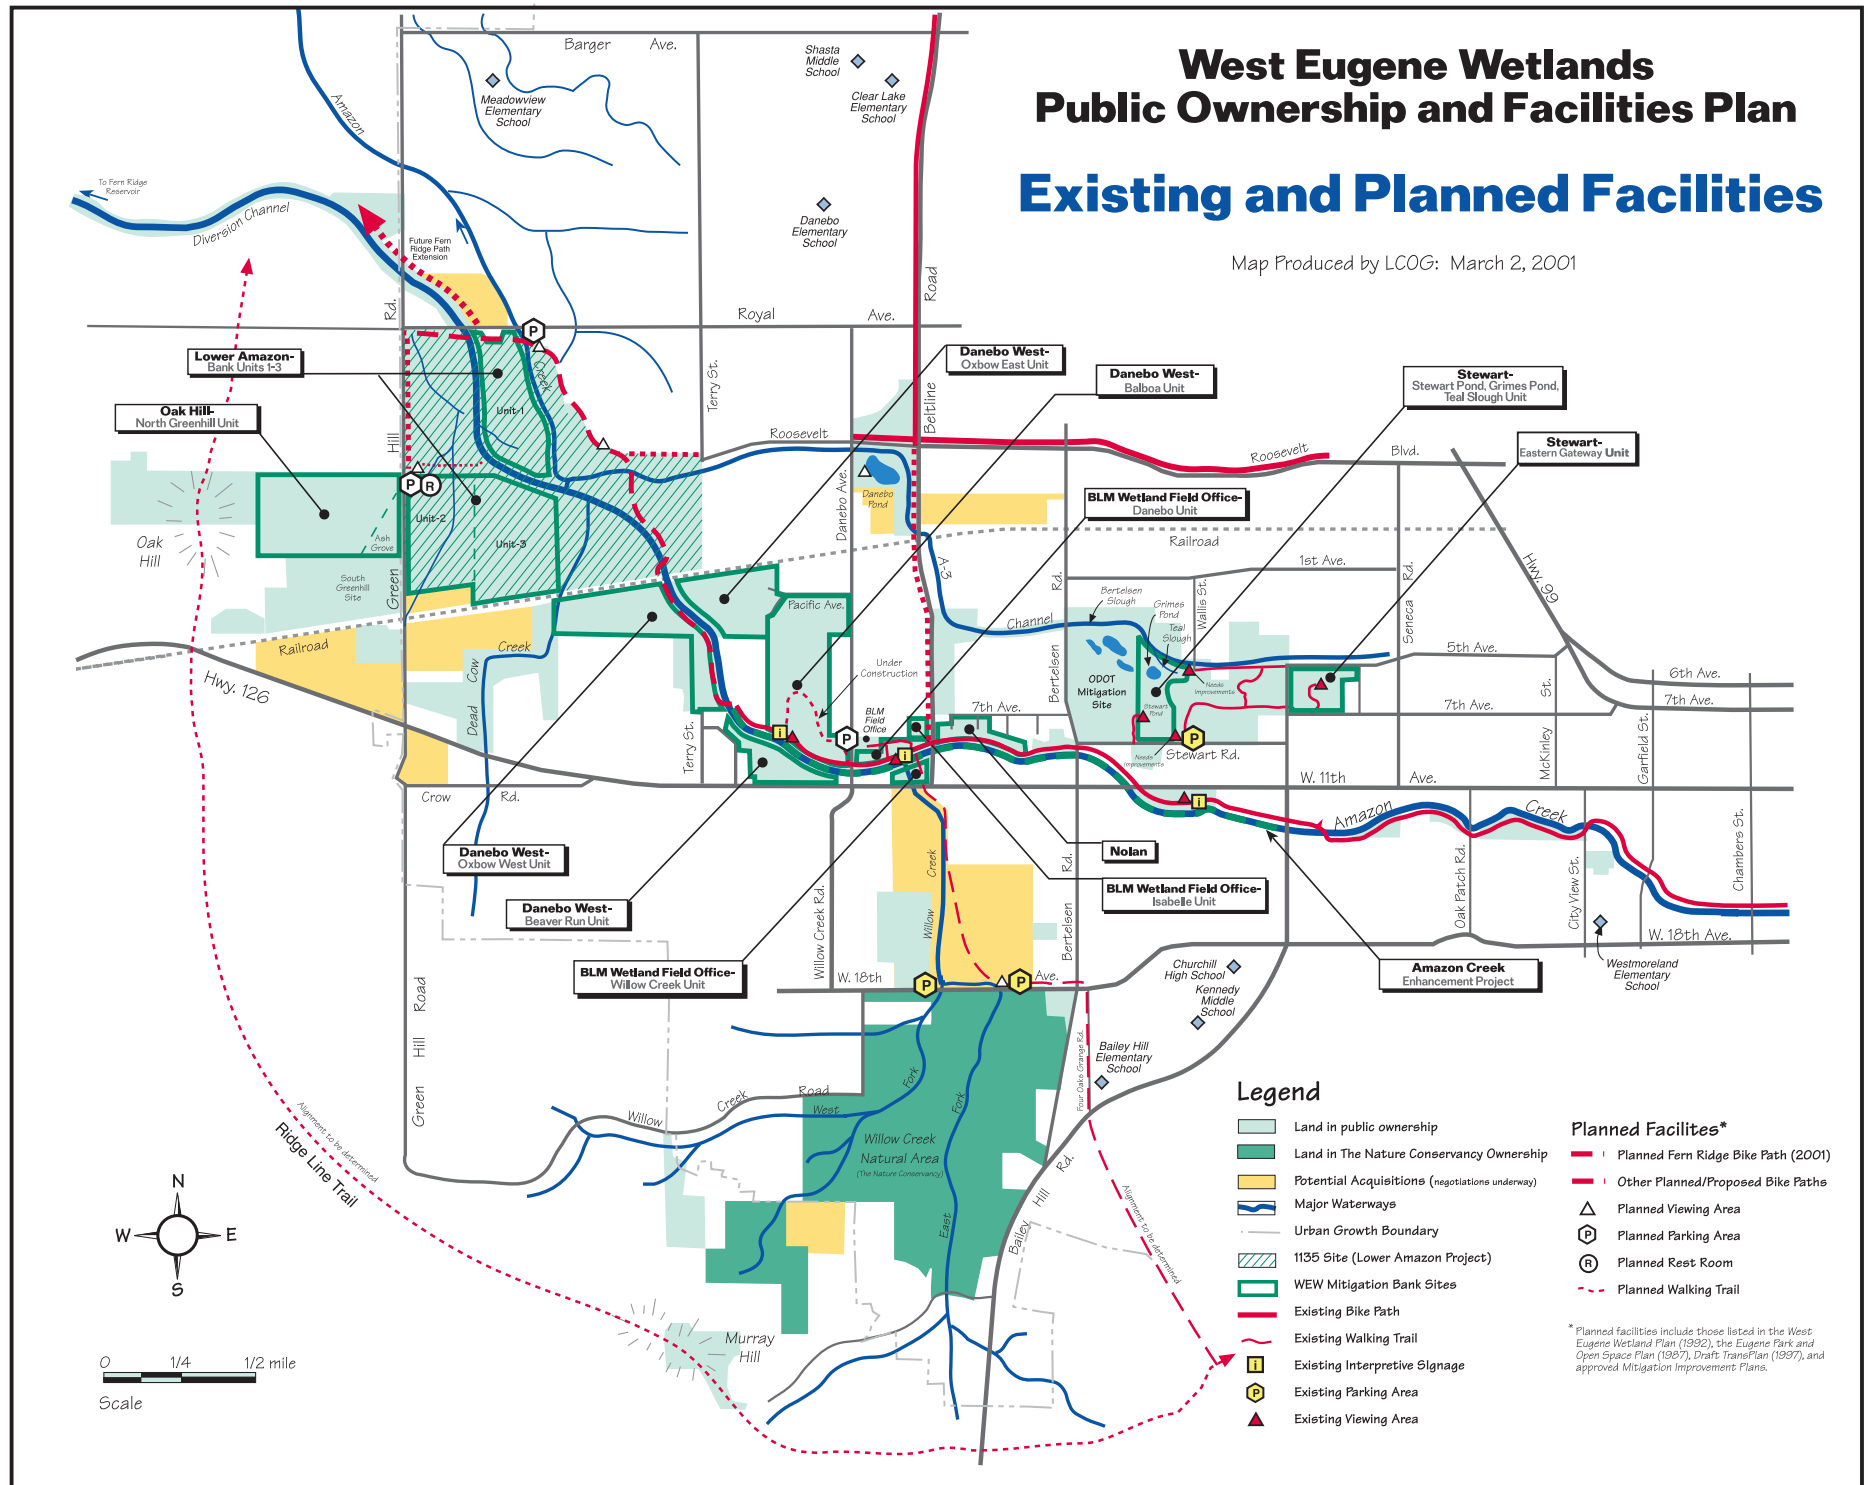 West Eugene Wetlands
Public Ownership and Facilities Plan
Existing and Planned Facilities
Map Produced by LCOG: March 2, 2001
Barger Ave.
Shasta
Middle
School
Clear Lake
Elementary
School
Meadowview
Elementary
School
Amazon
To Fern Ridge
Reservoir
Diversion Channel
Future Fern
Ridge Path
Extension
Danebo
Elementary
School
Rd.
Road
Royal Ave.
P
Lower Amazon-
Bank Units 1-3
Creek
Unit-1
Terry St.
Beltline
Danebo West-
Oxbow East Unit
Danebo West-
Balboa Unit
Stewart-
Stewart Pond, Grimes Pond,
Teal Slough Unit
Oak Hill-
North Greenhill Unit
Hill
Roosevelt
Roosevelt
Blvd.
Stewart-
Eastern Gateway Unit
P
R
Danebo Ave.
Danebo
Pond
BLM Wetland Field Office-
Danebo Unit
Unit-2
Unit-3
Ash
Grove
Oak
Hill
South
Greenhill
Site
Green
A-3
Railroad
1st Ave.
Hwy. 99
Rd.
Wallis St.
Seneca Rd.
Pacific Ave.
Bertelsen
Slough
Grimes
Pond
Teal
Slough
Channel
Railroad
Creek
Cow
Dead
Hwy. 126
Under
Construction
Bertelsen
ODOT
Mitigation
Site
Needs
Improvements
Stewart
Pond
5th Ave.
6th Ave.
7th Ave.
7th Ave.
7th Ave.
BLM
Field
Office
P
i
i
P
Needs
Improvements
Stewart Rd.
Terry St.
McKinley St.
Garfield St.
W. 11th Ave.
Crow Rd.
i
Amazon Creek
Danebo West-
Oxbow West Unit
Nolan
Creek
Rd.
Oak Patch Rd.
City View St.
Chambers St.
BLM Wetland Field Office-
Isabelle Unit
Danebo West-
Beaver Run Unit
Willow Creek Rd.
Willow
Bertelsen
W. 18th Ave.
BLM Wetland Field Office-
Willow Creek Unit
W. 18th Ave.
P
P
Churchill
High School
Kennedy
Middle
School
Amazon Creek
Enhancement Project
Westmoreland
Elementary
School
Road
Hill
Green
Four Oaks Grange Rd.
Bailey Hill
Elementary
School
Willow Creek Road
West
Fork
Fork
East
Willow Creek
Natural Area
(The Nature Conservancy)
Bailey Hill Rd.
Alignment to be determined
Alignment to be determined
Ridge Line Trail
N
W E
S
Murray
Hill
0 1/4 1/2 mile
Scale
Legend
Land in public ownership
Land in The Nature Conservancy Ownership
Potential Acquisitions (negotiations underway)
Major Waterways
Urban Growth Boundary
1135 Site (Lower Amazon Project)
WEW Mitigation Bank Sites
Existing Bike Path
Existing Walking Trail
i Existing Interpretive SIgnage
P Existing Parking Area
Existing Viewing Area
Planned Facilites*
Planned Fern Ridge Bike Path (2001)
Other Planned/Proposed Bike Paths
Planned Viewing Area
P Planned Parking Area
R Planned Rest Room
Planned Walking Trail
* Planned facilities include those listed in the West
Eugene Wetland Plan (1992), the Eugene Park and
Open Space Plan (1987), Draft TransPlan (1997), and
approved Mitigation Improvement Plans.